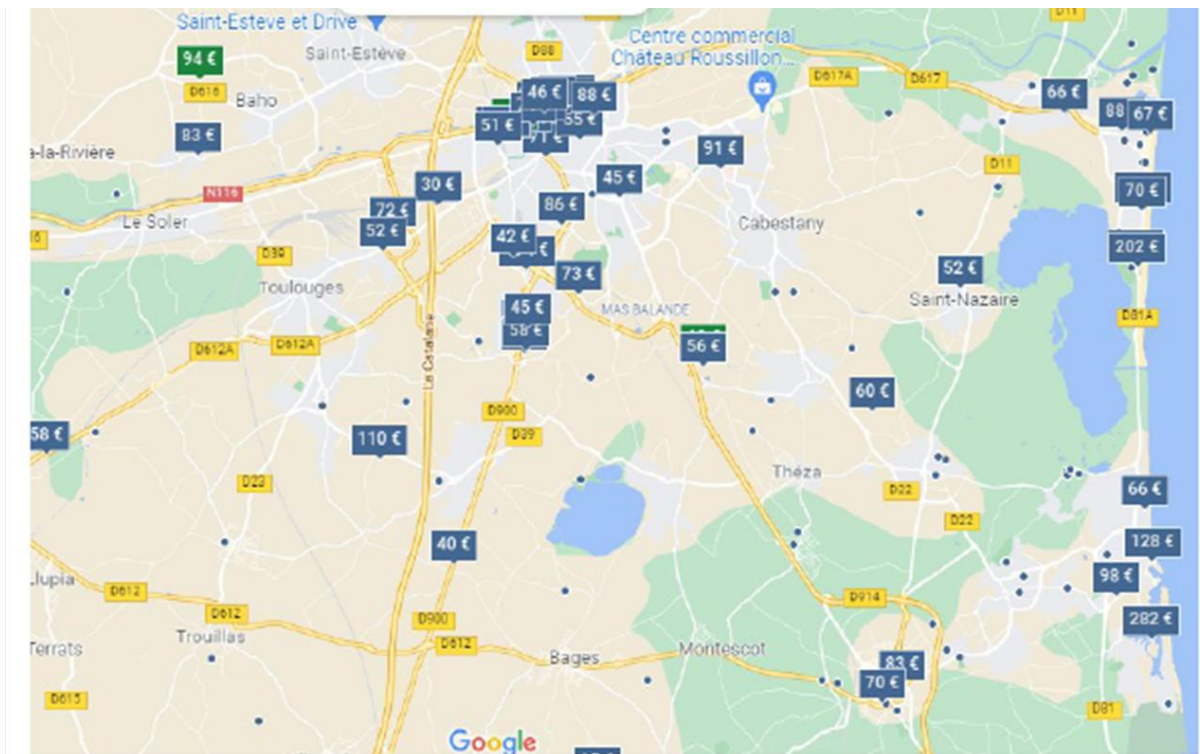 Saint-Estève et Drive
D11
Saint-Estève
D88
Centre commercial
Château Roussillon...
94 €
D616
Baho
D617A
D617
46 €
88 €
66 €
88
67 €
51 €
65 €
71 €
83 €
a-la-Rivière
91 €
D11
N116
30 €
45 €
70 €
72 €
86 €
Le Soler
52 €
Cabestany
42 €
202 €
D39
€
73 €
52 €
Toulouges
Saint-Nazaire
45 €
MAS BALANDE
D81A
58 €
D612A
D612A
56 €
La Catalane
60 €
D900
58 €
110 €
D39
Théza
D23
D22
66 €
D22
40 €
128 €
Llupia
98 €
D612
D914
D612
D900
282 €
Trouillas
D612
Terrats
Bages
Montescot
83 €
70 €
D615
D81
Google